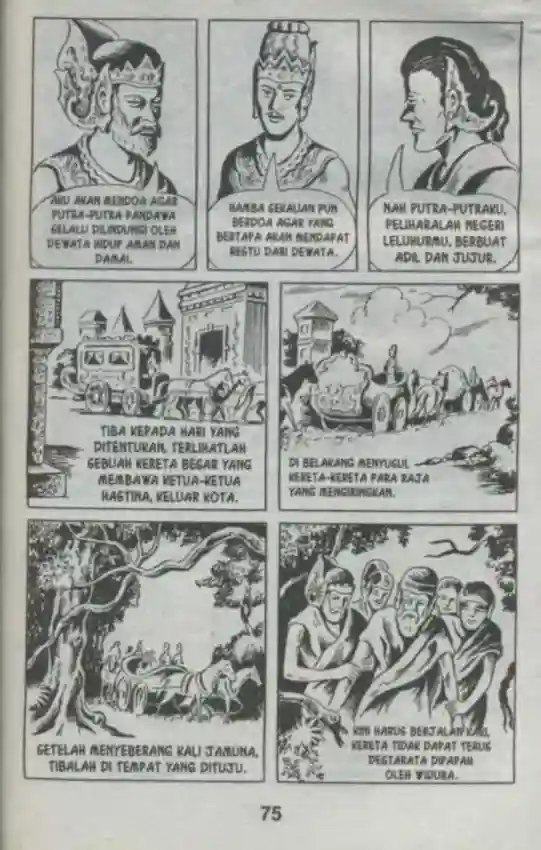 AKU AKAN MENDOA AGAR
PUTRA-PUTRA PANDAWA
SELALU DILINDUNGI OLEH
DEWATA HIDUP AMAN DAN
DAMAI.
HAMBA SEKALIAN PUN
BERDOA AGAR YANG
BERTAPA AKAN MENDAPAT
RESTU DARI DEWATA.
NAH PUTRA-PUTRAKU,
PELIHARALAH NEGERI
LELUHURMU. BERBUAT
ADIL DAN JUJUR.
TIBA KEPADA HARI YANG
DITENTUKAN. TERLIHATLAH
SEBUAH KERETA BESAR YANG
MEMBAWA KETUA-KETUA
HASTINA, KELUAR KOTA.
DI BELAKANG MENYUSUL
KERETA-KERETA PARA RAJA
YANG MENGIRINGKAN.
SETELAH MENYEBERANG KALI JAMUNA,
TIBALAH DI TEMPAT YANG DITUJU.
KINI HARUS BERJALAN KAKI,
KERETA TIDAK DAPAT TERUS
DESTARATA DIPAPAH
OLEH WIDURA.
75